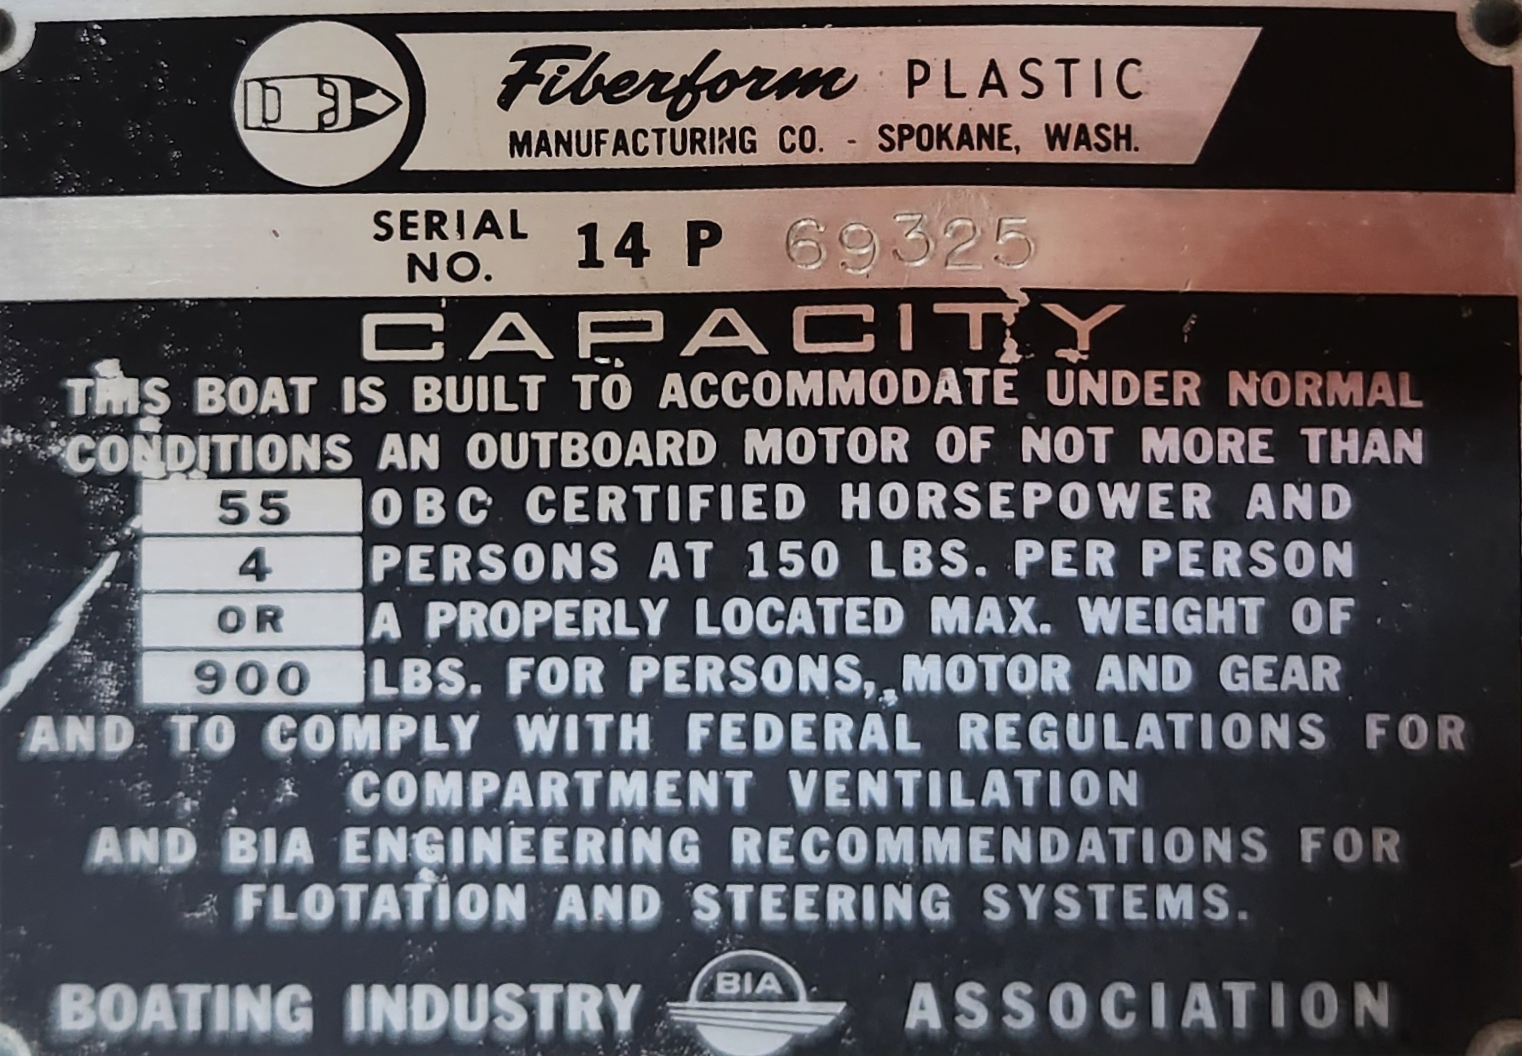 Fiberform PLASTIC
MANUFACTURING CO. - SPOKANE, WASH.
SERIAL NO. 14 P 69325
CAPACITY
THIS BOAT IS BUILT TO ACCOMMODATE UNDER NORMAL
CONDITIONS AN OUTBOARD MOTOR OF NOT MORE THAN
55 OBC CERTIFIED HORSEPOWER AND
4 PERSONS AT 150 LBS. PER PERSON
OR A PROPERLY LOCATED MAX. WEIGHT OF
900 LBS. FOR PERSONS, MOTOR AND GEAR
AND TO COMPLY WITH FEDERAL REGULATIONS FOR
COMPARTMENT VENTILATION
AND BIA ENGINEERING RECOMMENDATIONS FOR
FLOTATION AND STEERING SYSTEMS.
BOATING INDUSTRY BIA ASSOCIATION